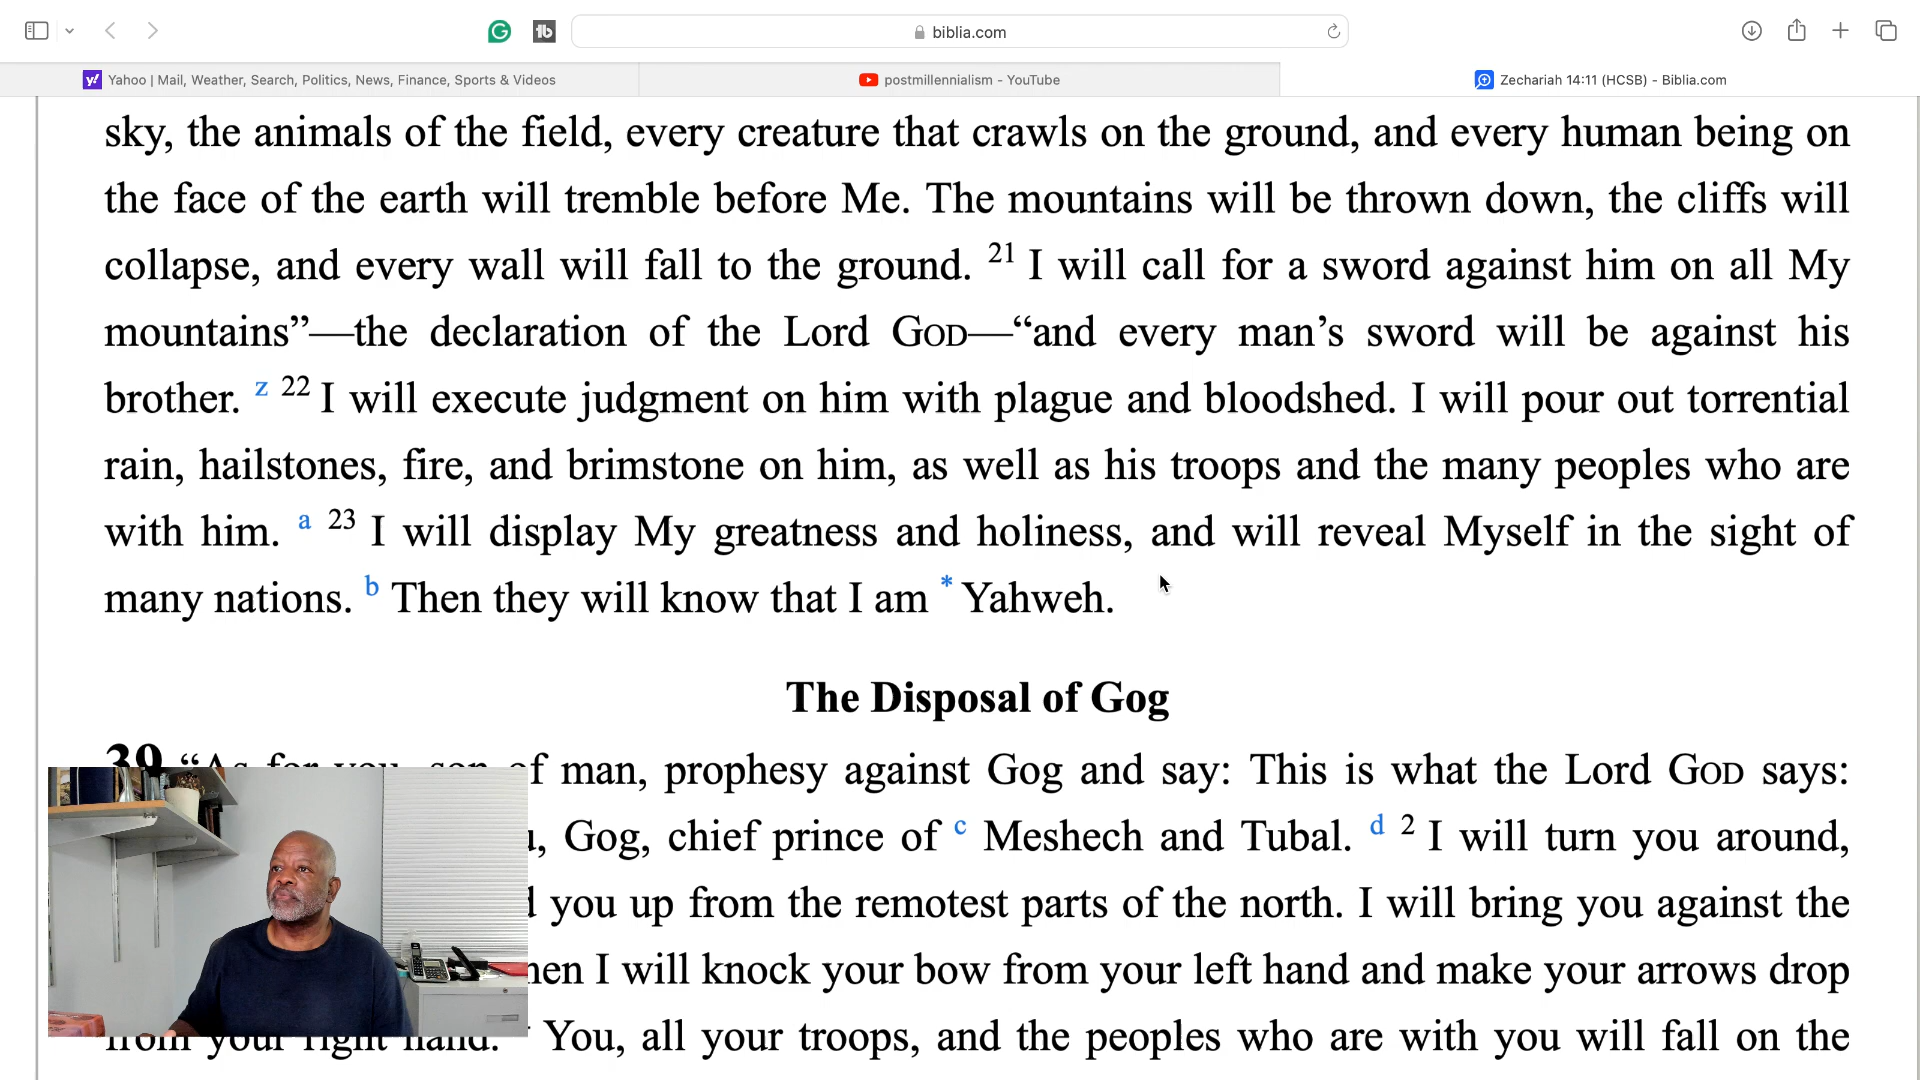 biblia.com
Yahoo | Mail, Weather, Search, Politics, News, Finance, Sports & Videos
postmillennialism - YouTube
Zechariah 14:11 (HCSB) - Biblia.com
sky, the animals of the field, every creature that crawls on the ground, and every human being on
the face of the earth will tremble before Me. The mountains will be thrown down, the cliffs will
collapse, and every wall will fall to the ground. 21 I will call for a sword against him on all My
mountains”—the declaration of the Lord GOD—“and every man’s sword will be against his
brother. z 22 I will execute judgment on him with plague and bloodshed. I will pour out torrential
rain, hailstones, fire, and brimstone on him, as well as his troops and the many peoples who are
with him. a 23 I will display My greatness and holiness, and will reveal Myself in the sight of
many nations. b Then they will know that I am * Yahweh.
The Disposal of Gog
39 “As for you, son of man, prophesy against Gog and say: This is what the Lord GOD says:
Gog, chief prince of c Meshech and Tubal. d 2 I will turn you around,
you up from the remotest parts of the north. I will bring you against the
I will knock your bow from your left hand and make your arrows drop
from your right hand. You, all your troops, and the peoples who are with you will fall on the